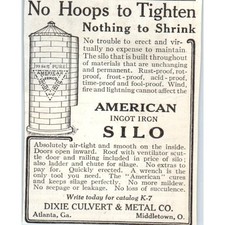 No Hoops to Tighten
Nothing to Shrink
No trouble to erect and vir-
tually no expense to maintain.
The silo that is built throughout
of materials that are unchanging
and permanent. Rust-proof, rot-
proof, frost-proof, acid-proof,
time-proof and fool-proof. Wind,
fire and lightning cannot affect the
AMERICAN
INGOT IRON
SILO
Absolutely air-tight and smooth on the inside.
Doors open inward. Roof with ventilator scut-
tle door and railing included in price of silo;
also ladder and chute for silage. No extras to
pay for. Quickly erected. A wrench is the
only tool you need. The "American" cures
and keeps silage perfectly. No more mildew.
No seepage or leakage. No loss of succulence.
Write today for catalog K-7
DIXIE CULVERT & METAL CO.
Atlanta, Ga. Middletown, O.